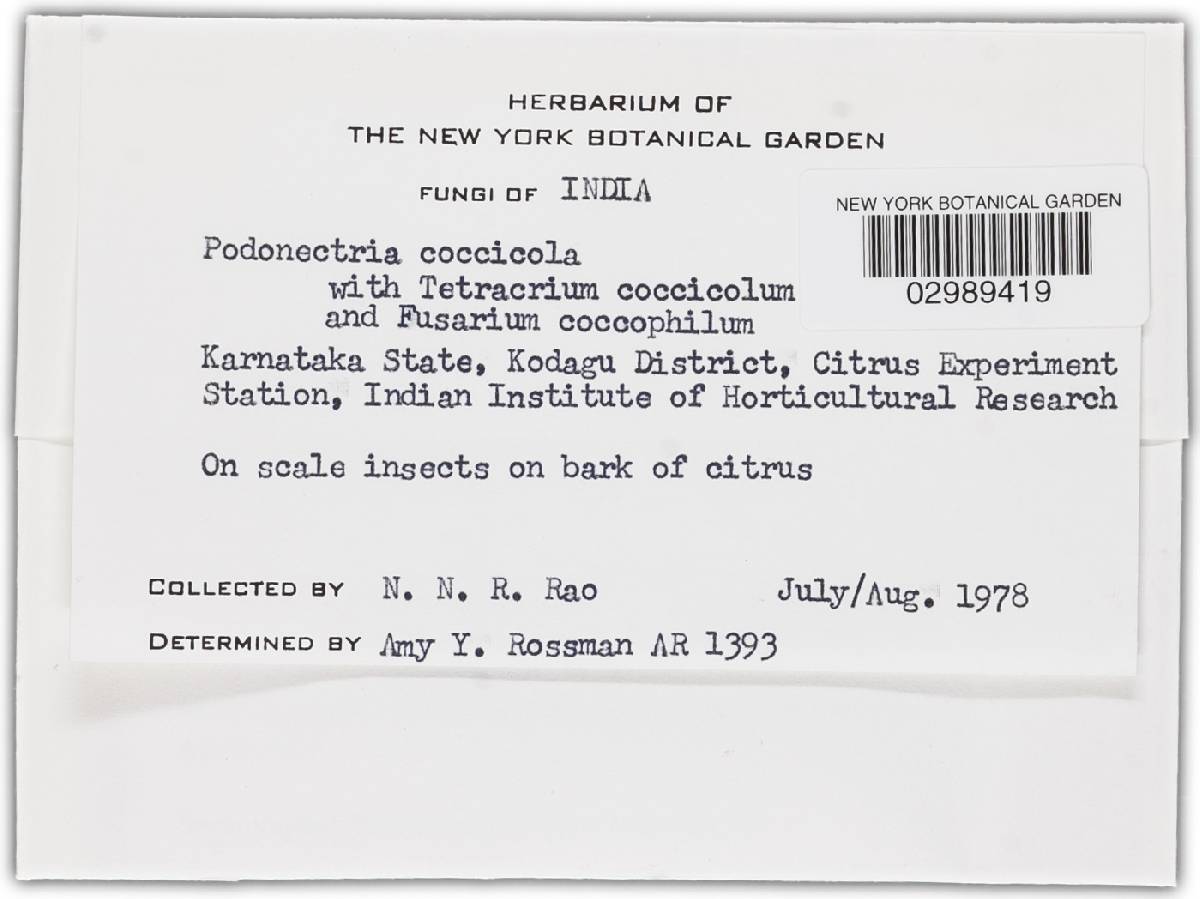 HERBARIUM OF
THE NEW YORK BOTANICAL GARDEN
FUNGI OF INDIA
NEW YORK BOTANICAL GARDEN
02989419
Podonectria coccicola
with Tetracrium coccicolum
and Fusarium coccophilum
Karnataka State, Kodagu District, Citrus Experiment
Station, Indian Institute of Horticultural Research
On scale insects on bark of citrus
COLLECTED BY N. N. R. Rao July/Aug. 1978
DETERMINED BY Amy Y. Rossman AR 1393